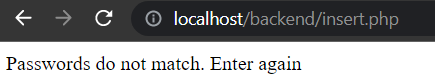 localhost/backend/insert.php
Passwords do not match. Enter again